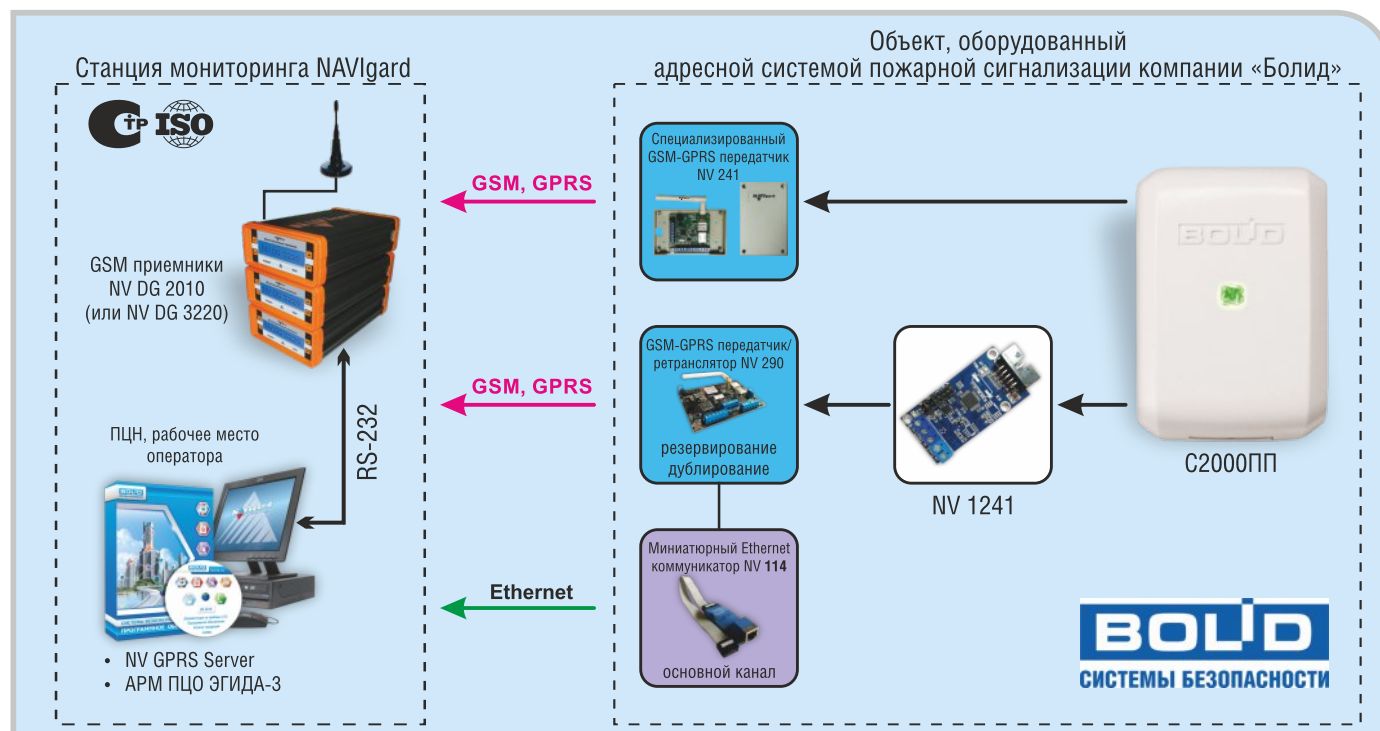 Станция мониторинга NAVIgard
Объект, оборудованный
адресной системой пожарной сигнализации компании «Болид»
ТР ISO
GSM приемники
NV DG 2010
(или NV DG 3220)
RS-232
ПЦН, рабочее место
оператора
BOLID
• NV GPRS Server
• АРМ ПЦО ЭГИДА-3
GSM, GPRS
GSM, GPRS
Ethernet
Специализированный
GSM-GPRS передатчик
NV 241
GSM-GPRS передатчик/
ретранслятор NV 290
резервирование
дублирование
Миниатюрный Ethernet
коммуникатор NV 114
основной канал
NV 1241
BOLID
С2000ПП
BOLID
СИСТЕМЫ БЕЗОПАСНОСТИ